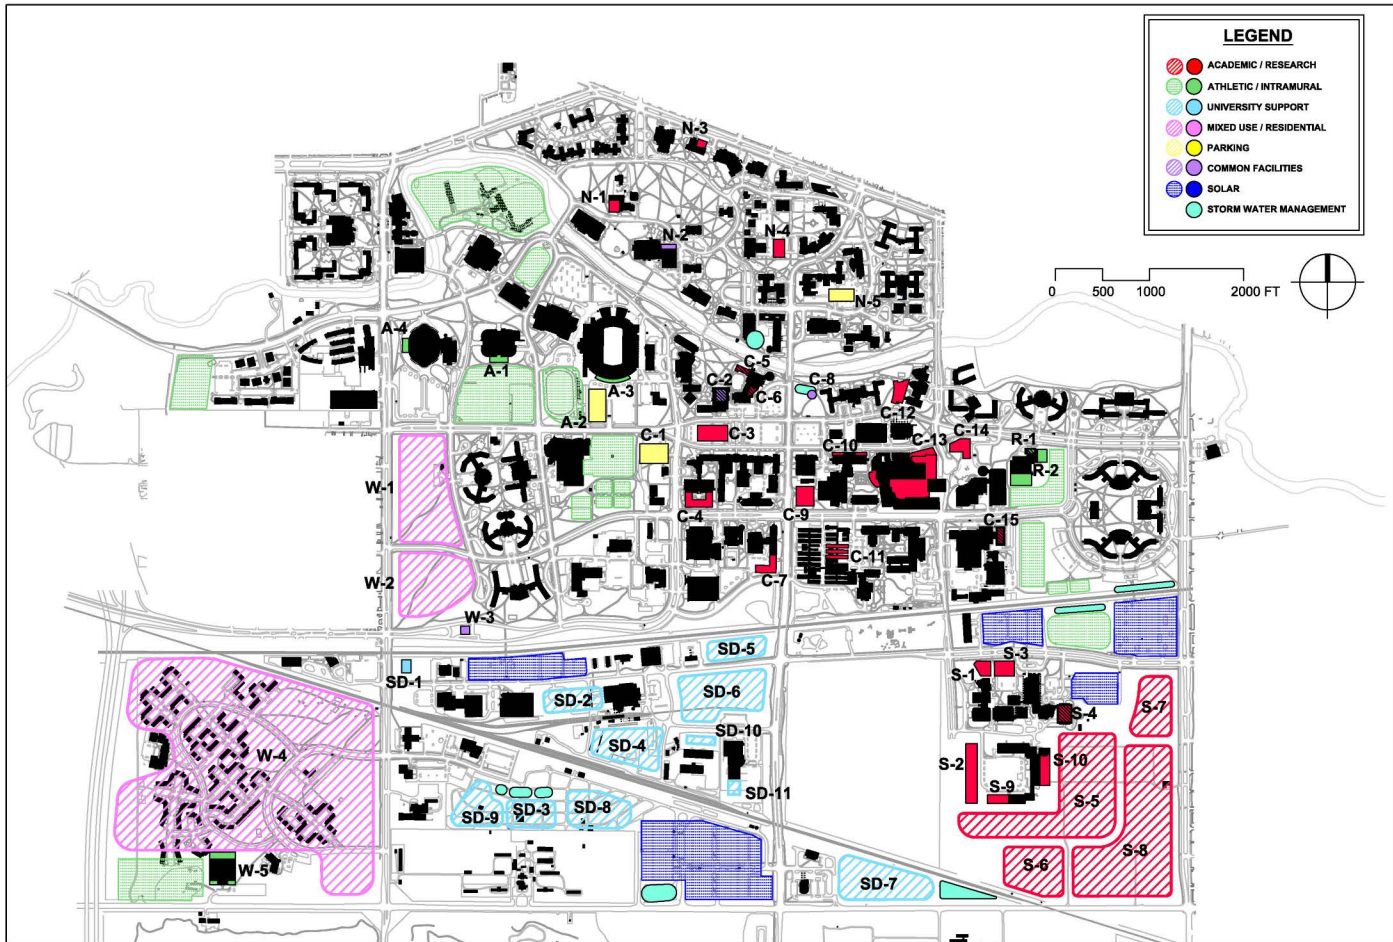 LEGEND
ACADEMIC / RESEARCH
ATHLETIC / INTRAMURAL
UNIVERSITY SUPPORT
MIXED USE / RESIDENTIAL
PARKING
COMMON FACILITIES
SOLAR
STORM WATER MANAGEMENT
0 500 1000 2000 FT
N-3
N-1
N-2
N-4
N-5
A-4
A-1
A-3
A-2
C-5
C-2
C-6
C-8
C-12
C-1
C-3
C-10
C-13
C-14
R-1
R-2
W-1
C-4
C-9
C-15
C-11
C-7
W-2
W-3
SD-5
SD-1
S-3
S-1
SD-2
SD-6
S-7
S-4
SD-10
SD-4
W-4
S-2
S-10
SD-11
S-9
S-5
SD-9
SD-3
SD-8
S-8
S-6
W-5
SD-7